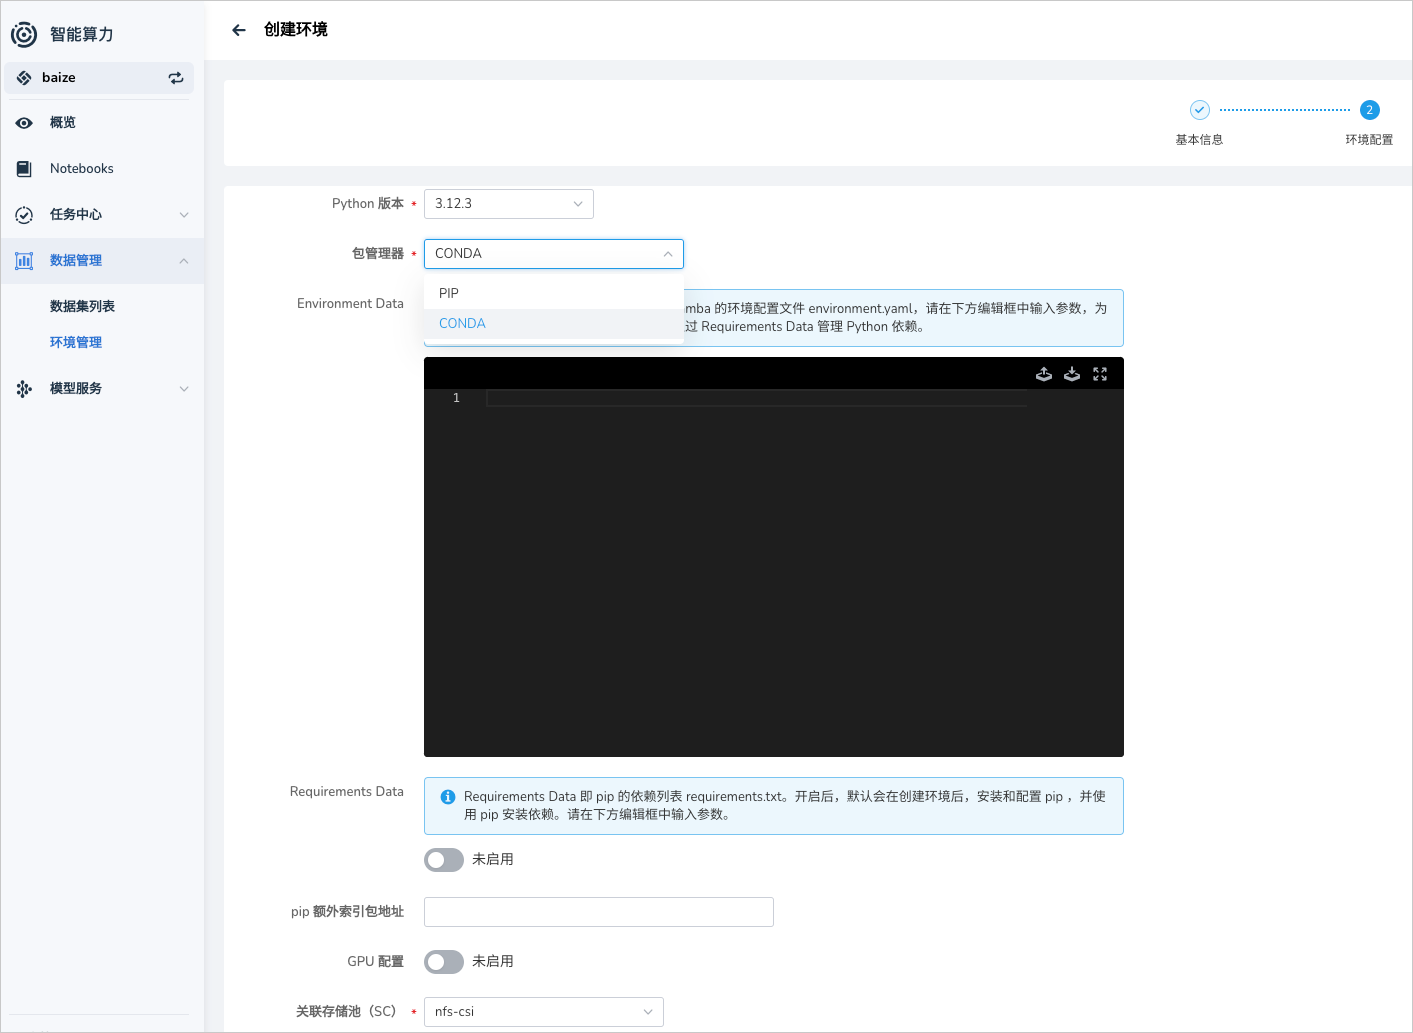 智能算力
创建环境
baize
概览
Notebooks
任务中心
数据管理
数据集列表
环境管理
模型服务
2
基本信息
环境配置
Python 版本 * 3.12.3
包管理器 * CONDA
PIP
CONDA
Environment Data
mba 的环境配置文件 environment.yaml，请在下方编辑框中输入参数，为
过 Requirements Data 管理 Python 依赖。
1
Requirements Data
Requirements Data 即 pip 的依赖列表 requirements.txt。开启后，默认会在创建环境后，安装和配置 pip ，并使
用 pip 安装依赖。请在下方编辑框中输入参数。
未启用
pip 额外索引包地址
GPU 配置 未启用
关联存储池（SC） * nfs-csi